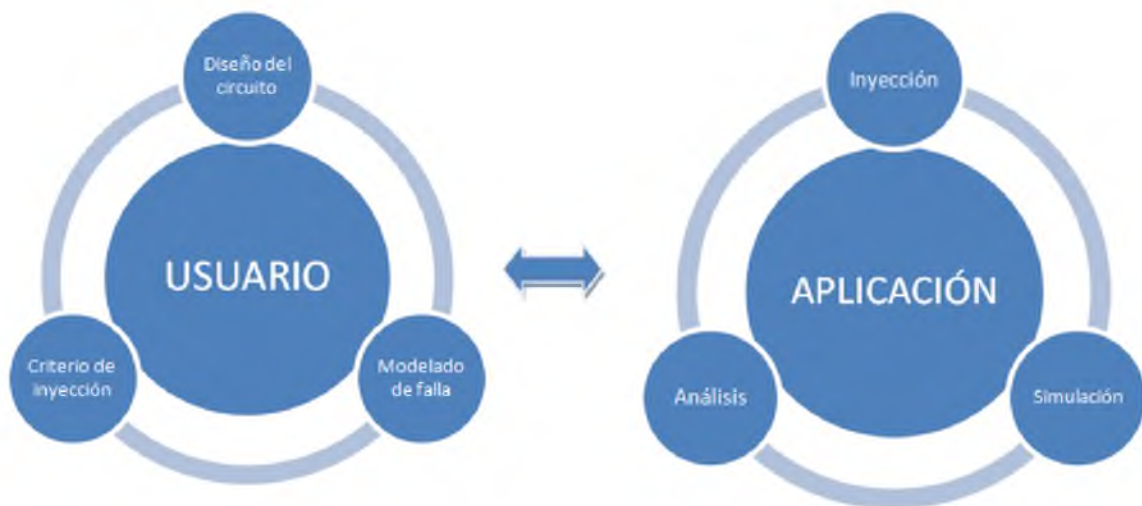 Diseño del
circuito
USUARIO
Criterio de
inyección
Modelado
de falla
Inyección
APLICACIÓN
Análisis
Simulación